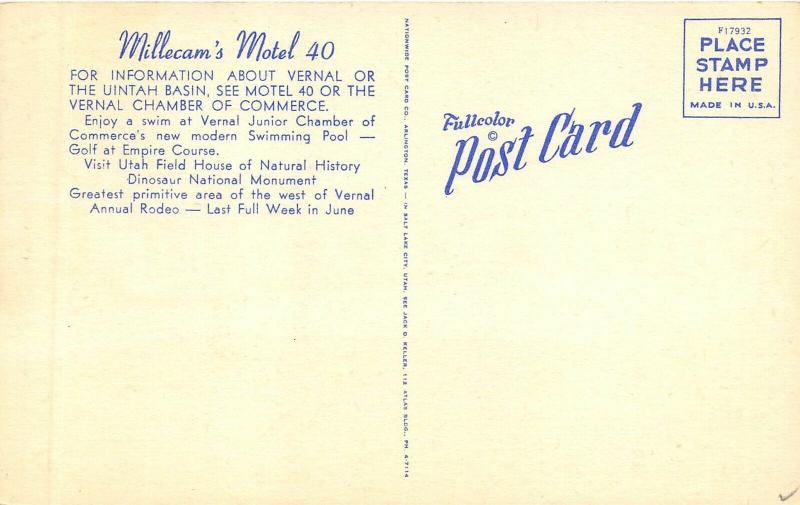 Millecam's Motel 40
FOR INFORMATION ABOUT VERNAL OR
THE UINTAH BASIN, SEE MOTEL 40 OR THE
VERNAL CHAMBER OF COMMERCE.
Enjoy a swim at Vernal Junior Chamber of
Commerce's new modern Swimming Pool —
Golf at Empire Course.
Visit Utah Field House of Natural History
Dinosaur National Monument
Greatest primitive area of the west of Vernal
Annual Rodeo — Last Full Week in June
NATIONWIDE POST CARD CO., ARLINGTON, TEXAS — IN SALT LAKE CITY, UTAH, SEE JACK O. KELLER, 112 ATLAS BLDG., PH 4-7114
Fullcolor
©
Post Card
F17932
PLACE
STAMP
HERE
MADE IN U.S.A.